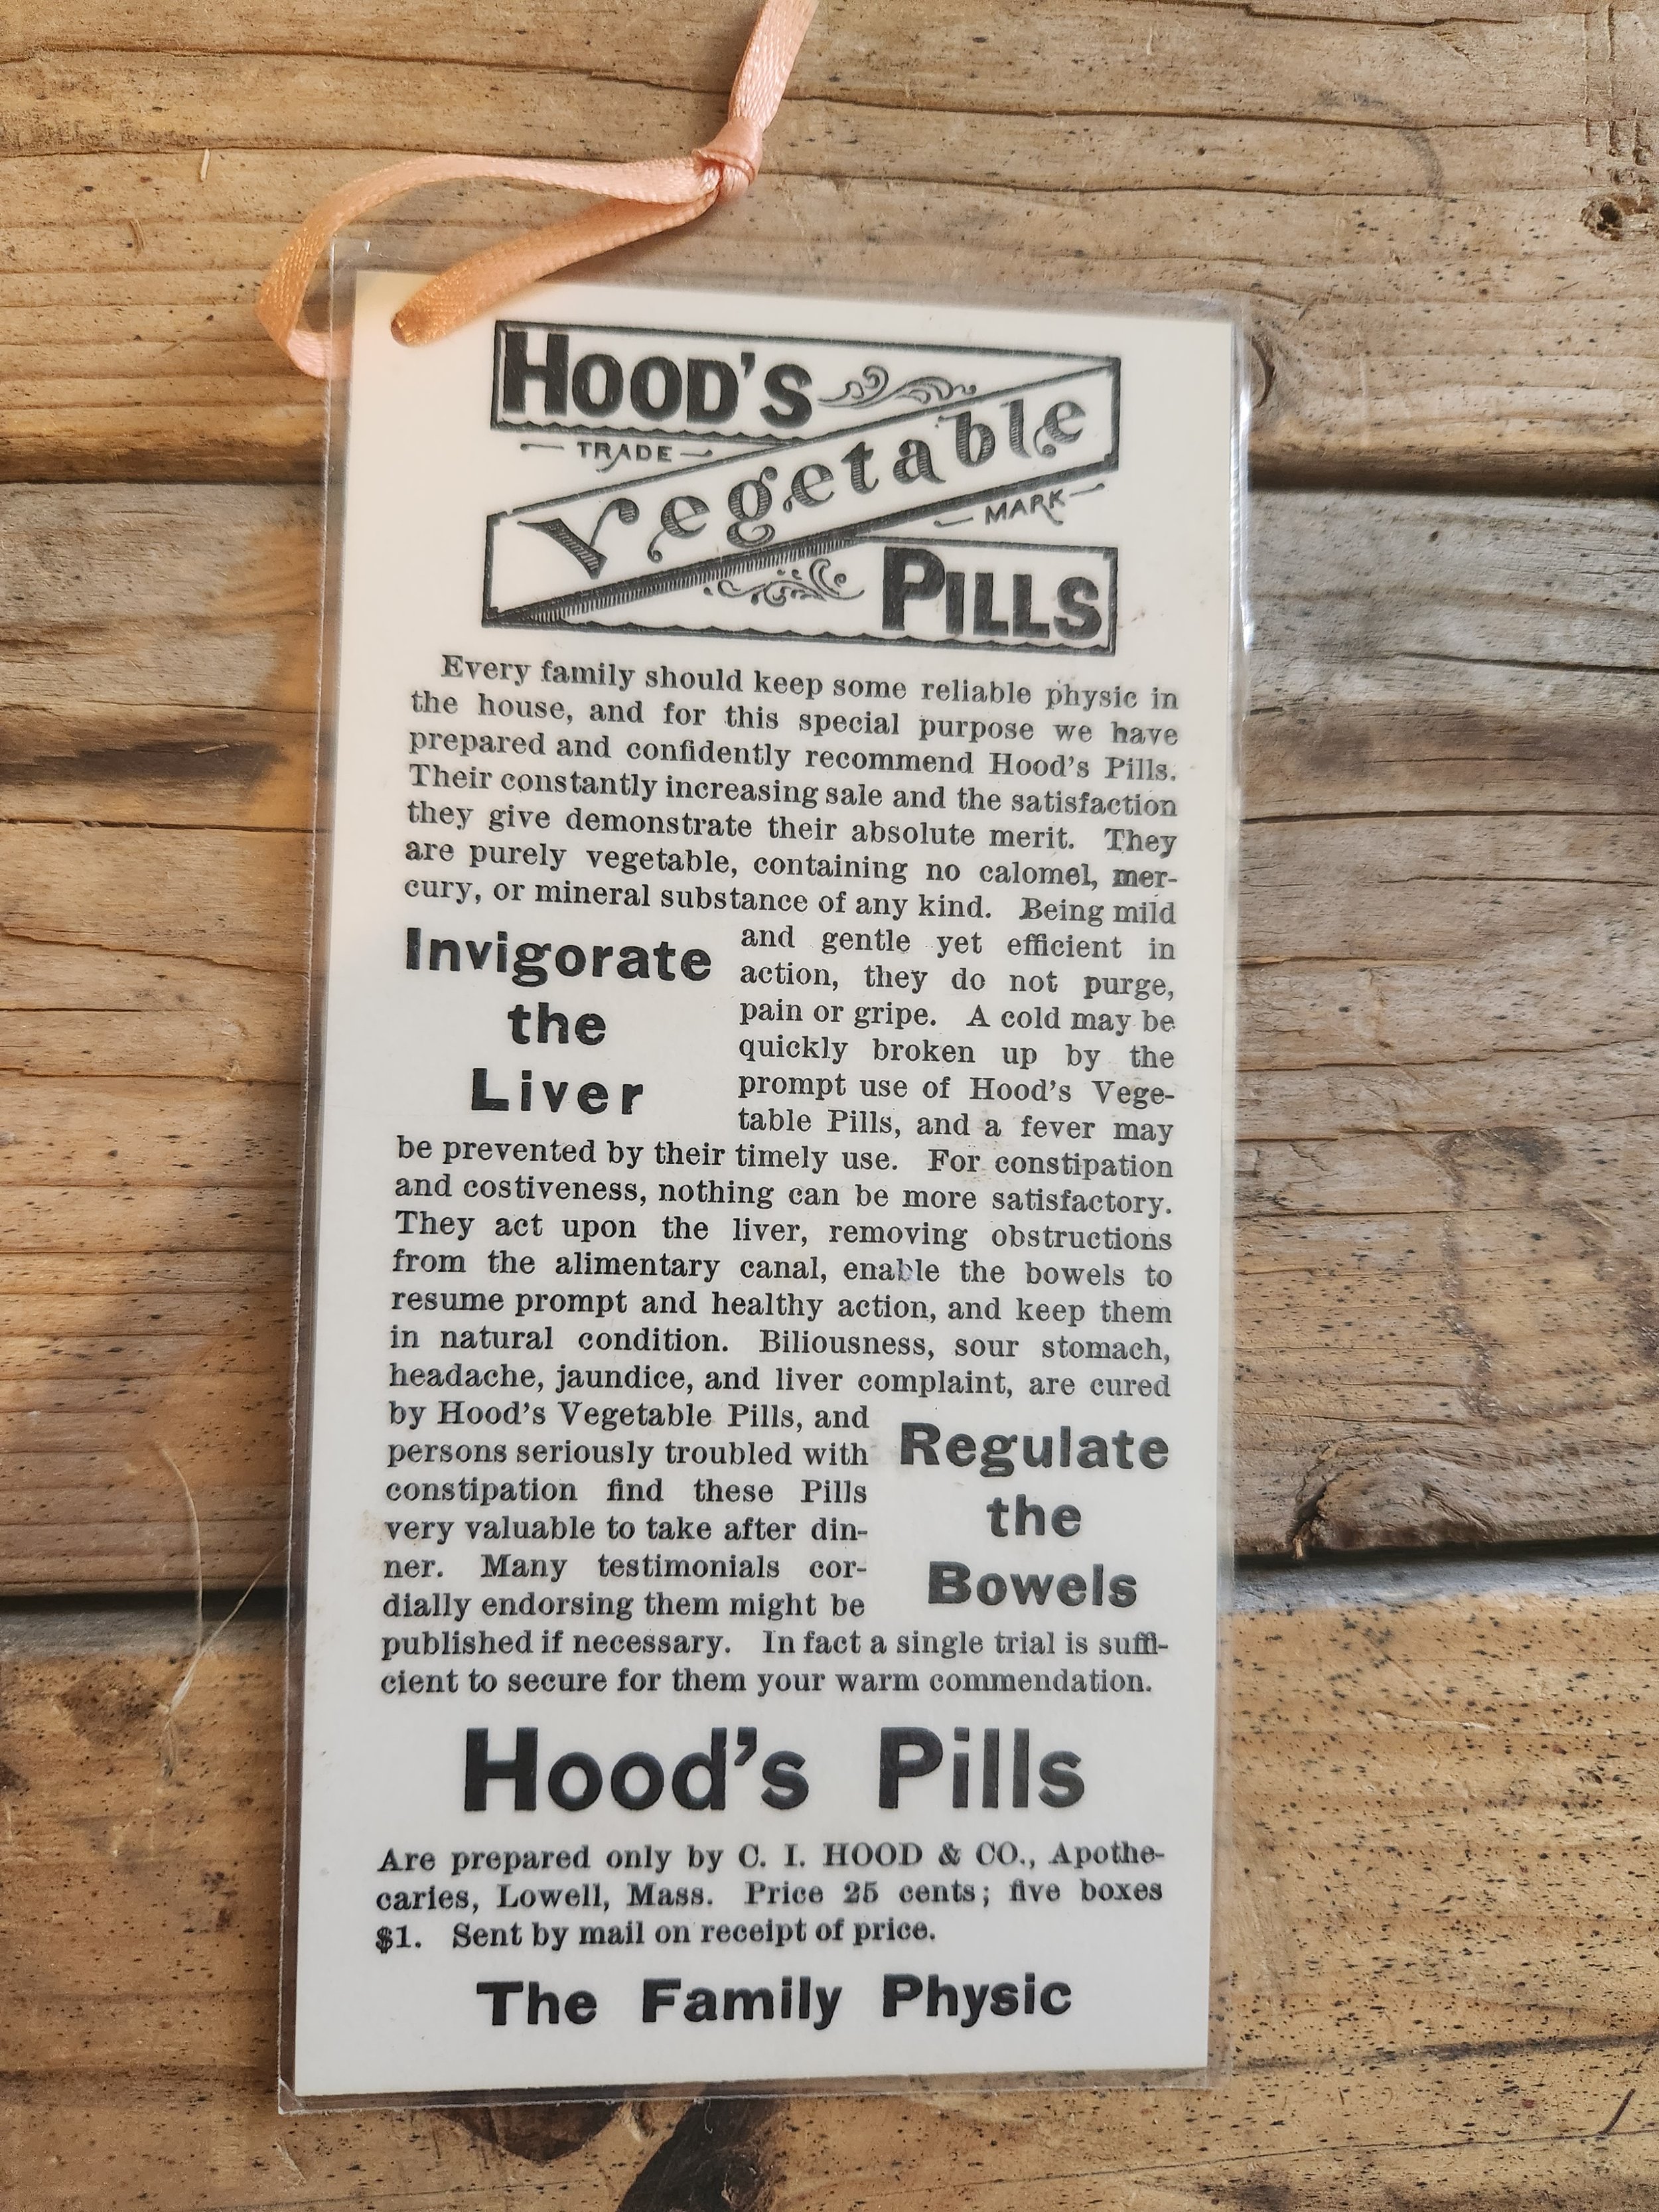 HOOD'S
TRADE
Vegetable
MARK
PILLS
Every family should keep some reliable physic in
the house, and for this special purpose we have
prepared and confidently recommend Hood's Pills.
Their constantly increasing sale and the satisfaction
they give demonstrate their absolute merit. They
are purely vegetable, containing no calomel, mer-
cury, or mineral substance of any kind. Being mild
Invigorate
the
Liver
and gentle yet efficient in
action, they do not purge,
pain or gripe. A cold may be
quickly broken up by the
prompt use of Hood's Vege-
table Pills, and a fever may
be prevented by their timely use. For constipation
and costiveness, nothing can be more satisfactory.
They act upon the liver, removing obstructions
from the alimentary canal, enable the bowels to
resume prompt and healthy action, and keep them
in natural condition. Biliousness, sour stomach,
headache, jaundice, and liver complaint, are cured
by Hood's Vegetable Pills, and
persons seriously troubled with
constipation find these Pills
very valuable to take after din-
ner. Many testimonials cor-
dially endorsing them might be
Regulate
the
Bowels
published if necessary. In fact a single trial is suffi-
cient to secure for them your warm commendation.
Hood's Pills
Are prepared only by C. I. HOOD & CO., Apothe-
caries, Lowell, Mass. Price 25 cents; five boxes
$1. Sent by mail on receipt of price.
The Family Physic